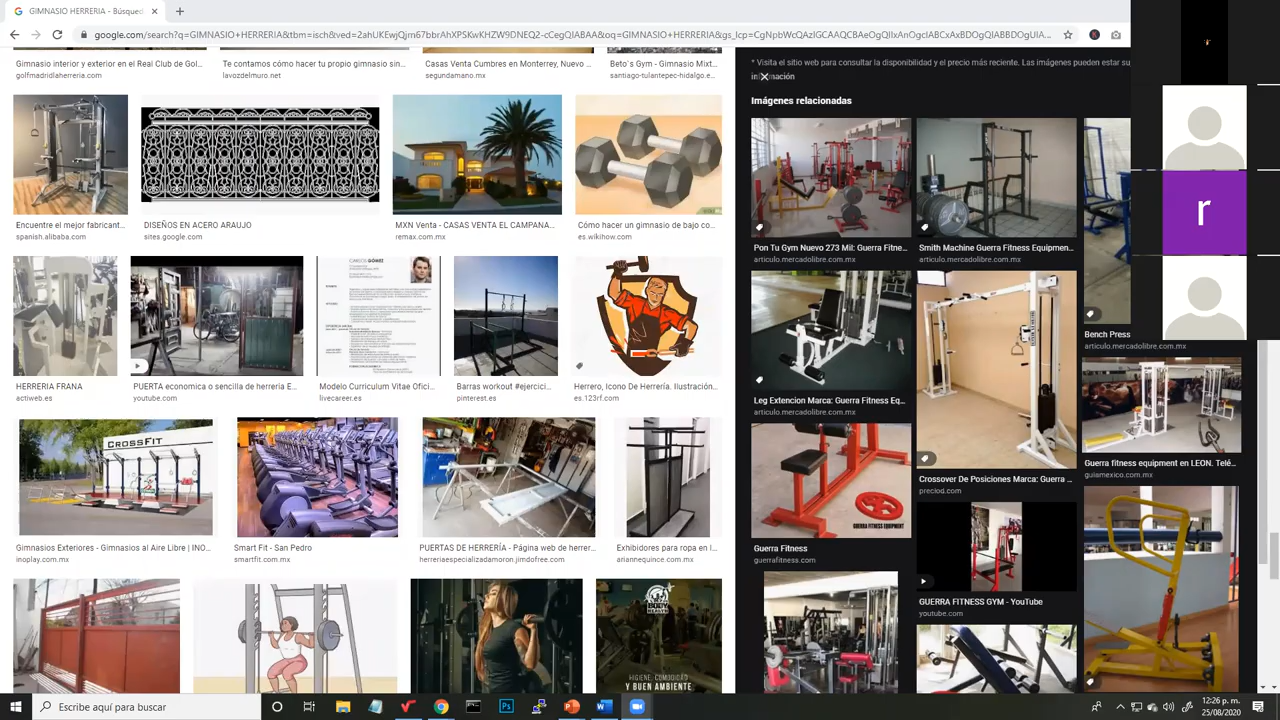 GIMNASIO HERRERIA - Búsqued
google.com/search?q=GIMNASIO+HERRERIA&tbm=isch&ved=2ahUKEwjQjrn67bbrAhXPSKwKHZW9DNEQ2-cCegQIABAA&oq=GIMNASIO+HERRERIA&gs_lcp=CgNpbWcQAzIGCAAQCBAeOgQIIxAnOgcIABCxAxBDOgQIABBDOgUIA...
Gimnasio interior y exterior en el Real Club de Gol...
golfmadridlaherreria.com
Te contamos cómo hacer tu propio gimnasio sin...
lavozdelmuro.net
Casas Venta Cumbres en Monterrey, Nuevo ...
segundamano.mx
Beto´s Gym - Gimnasio Mixt...
santiago-tulantepec-hidalgo.e...
Encuentre el mejor fabricant...
spanish.alibaba.com
DISEÑOS EN ACERO ARAUJO
sites.google.com
MXN Venta - CASAS VENTA EL CAMPANA...
remax.com.mx
Cómo hacer un gimnasio de bajo co...
es.wikihow.com
HERRERIA FRANA
actiweb.es
PUERTA economica o sencilla de herreria E...
youtube.com
Modelo Curriculum Vitae Ofici...
livecareer.es
Barras workout #ejercici...
pinterest.es
Herrero, Icono De Herrería. Ilustración...
es.123rf.com
CROSSFIT
Gimnasios Exteriores - Gimnasios al Aire Libre | INO...
inoplay.com.mx
Smart Fit - San Pedro
smartfit.com.mx
PUERTAS DE HERRERÍA - Página web de herrer...
herreriaespecializadamoron.jimdofree.com
Exhibidores para ropa en l...
ariannequince.com.mx
HIGIENE, COMODIDAD
Y BUEN AMBIENTE
* Visita el sitio web para consultar la disponibilidad y el precio más reciente. Las imágenes pueden estar su
información
Imágenes relacionadas
Pon Tu Gym Nuevo 273 Mil: Guerra Fitne...
articulo.mercadolibre.com.mx
Smith Machine Guerra Fitness Equipmen...
articulo.mercadolibre.com.mx
Bench Press
articulo.mercadolibre.com.mx
Leg Extencion Marca: Guerra Fitness Eq...
articulo.mercadolibre.com.mx
Crossover De Posiciones Marca: Guerra ...
preciod.com
Guerra fitness equipment en LEON. Telé...
guiamexico.com.mx
GUERRA FITNESS EQUIPMENT
Guerra Fitness
guerrafitness.com
GUERRA FITNESS GYM - YouTube
youtube.com
r
Escribe aquí para buscar
12:26 p. m.
25/08/2020